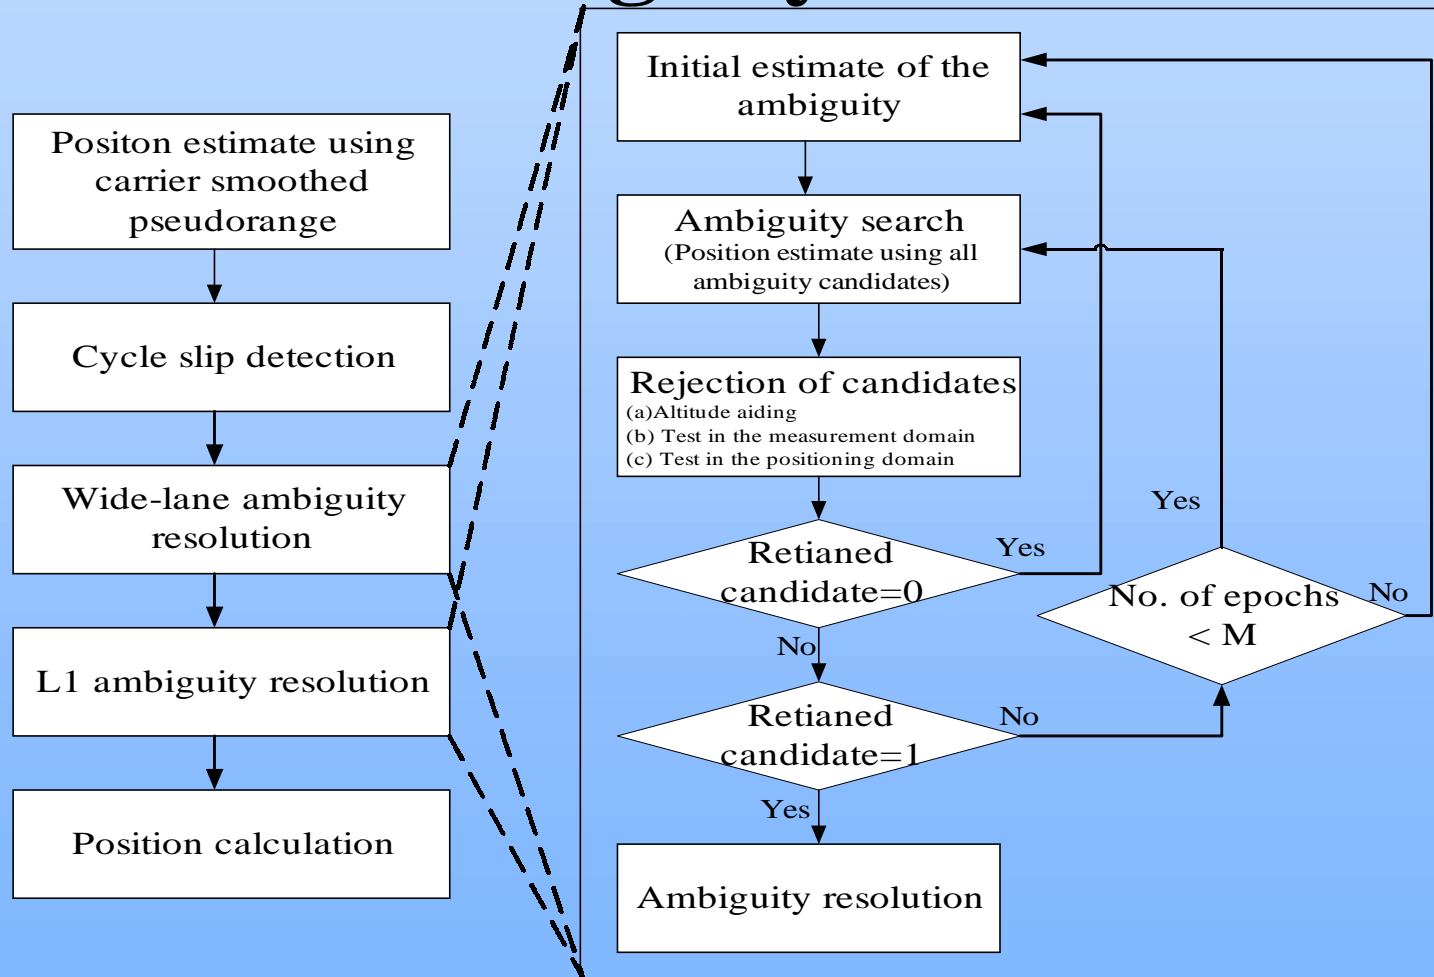 Positon estimate using
carrier smoothed
pseudorange
Cycle slip detection
Wide-lane ambiguity
resolution
L1 ambiguity resolution
Position calculation
Initial estimate of the
ambiguity
Ambiguity search
(Position estimate using all
ambiguity candidates)
Rejection of candidates
(a)Altitude aiding
(b) Test in the measurement domain
(c) Test in the positioning domain
Retianed
candidate=0
Yes
No
Retianed
candidate=1
No
Yes
Ambiguity resolution
Yes
No. of epochs
< M
No